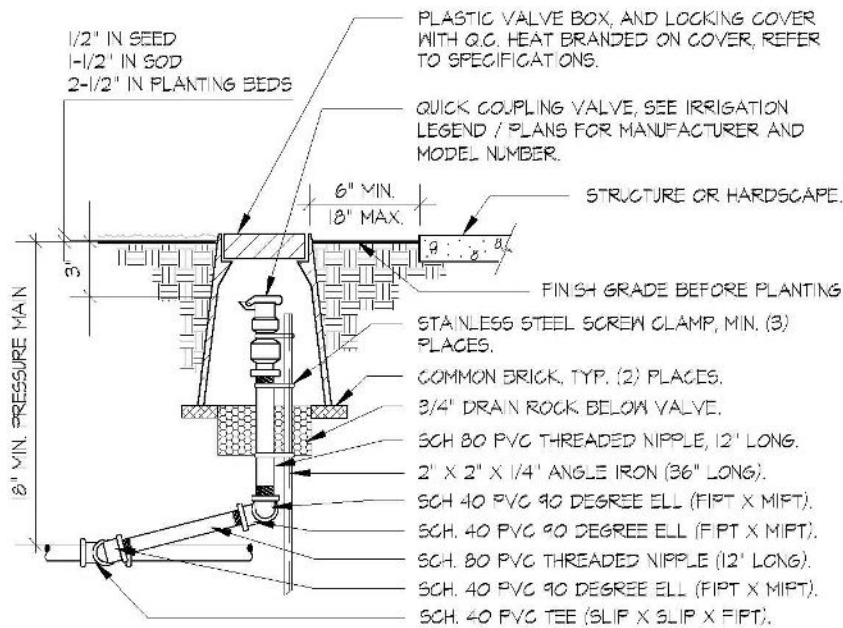 PLASTIC VALVE BOX, AND LOCKING COVER
WITH Q.C. HEAT BRANDED ON COVER, REFER
TO SPECIFICATIONS.
1/2" IN SEED
1-1/2" IN SOD
2-1/2" IN PLANTING BEDS
QUICK COUPLING VALVE, SEE IRRIGATION
LEGEND / PLANS FOR MANUFACTURER AND
MODEL NUMBER.
6" MIN.
18" MAX.
STRUCTURE OR HARDSCAPE.
3"
18" MIN. PRESSURE MAIN
FINISH GRADE BEFORE PLANTING
STAINLESS STEEL SCREW CLAMP, MIN. (3)
PLACES.
COMMON BRICK, TYP. (2) PLACES.
3/4" DRAIN ROCK BELOW VALVE.
SCH 80 PVC THREADED NIPPLE, 12' LONG.
2" X 2" X 1/4" ANGLE IRON (36" LONG).
SCH 40 PVC 90 DEGREE ELL (FIPT X MIPT).
SCH. 40 PVC 90 DEGREE ELL (FIPT X MIPT).
SCH. 80 PVC THREADED NIPPLE (12' LONG).
SCH. 40 PVC 90 DEGREE ELL (FIPT X MIPT).
SCH. 40 PVC TEE (SLIP X SLIP X FIPT).